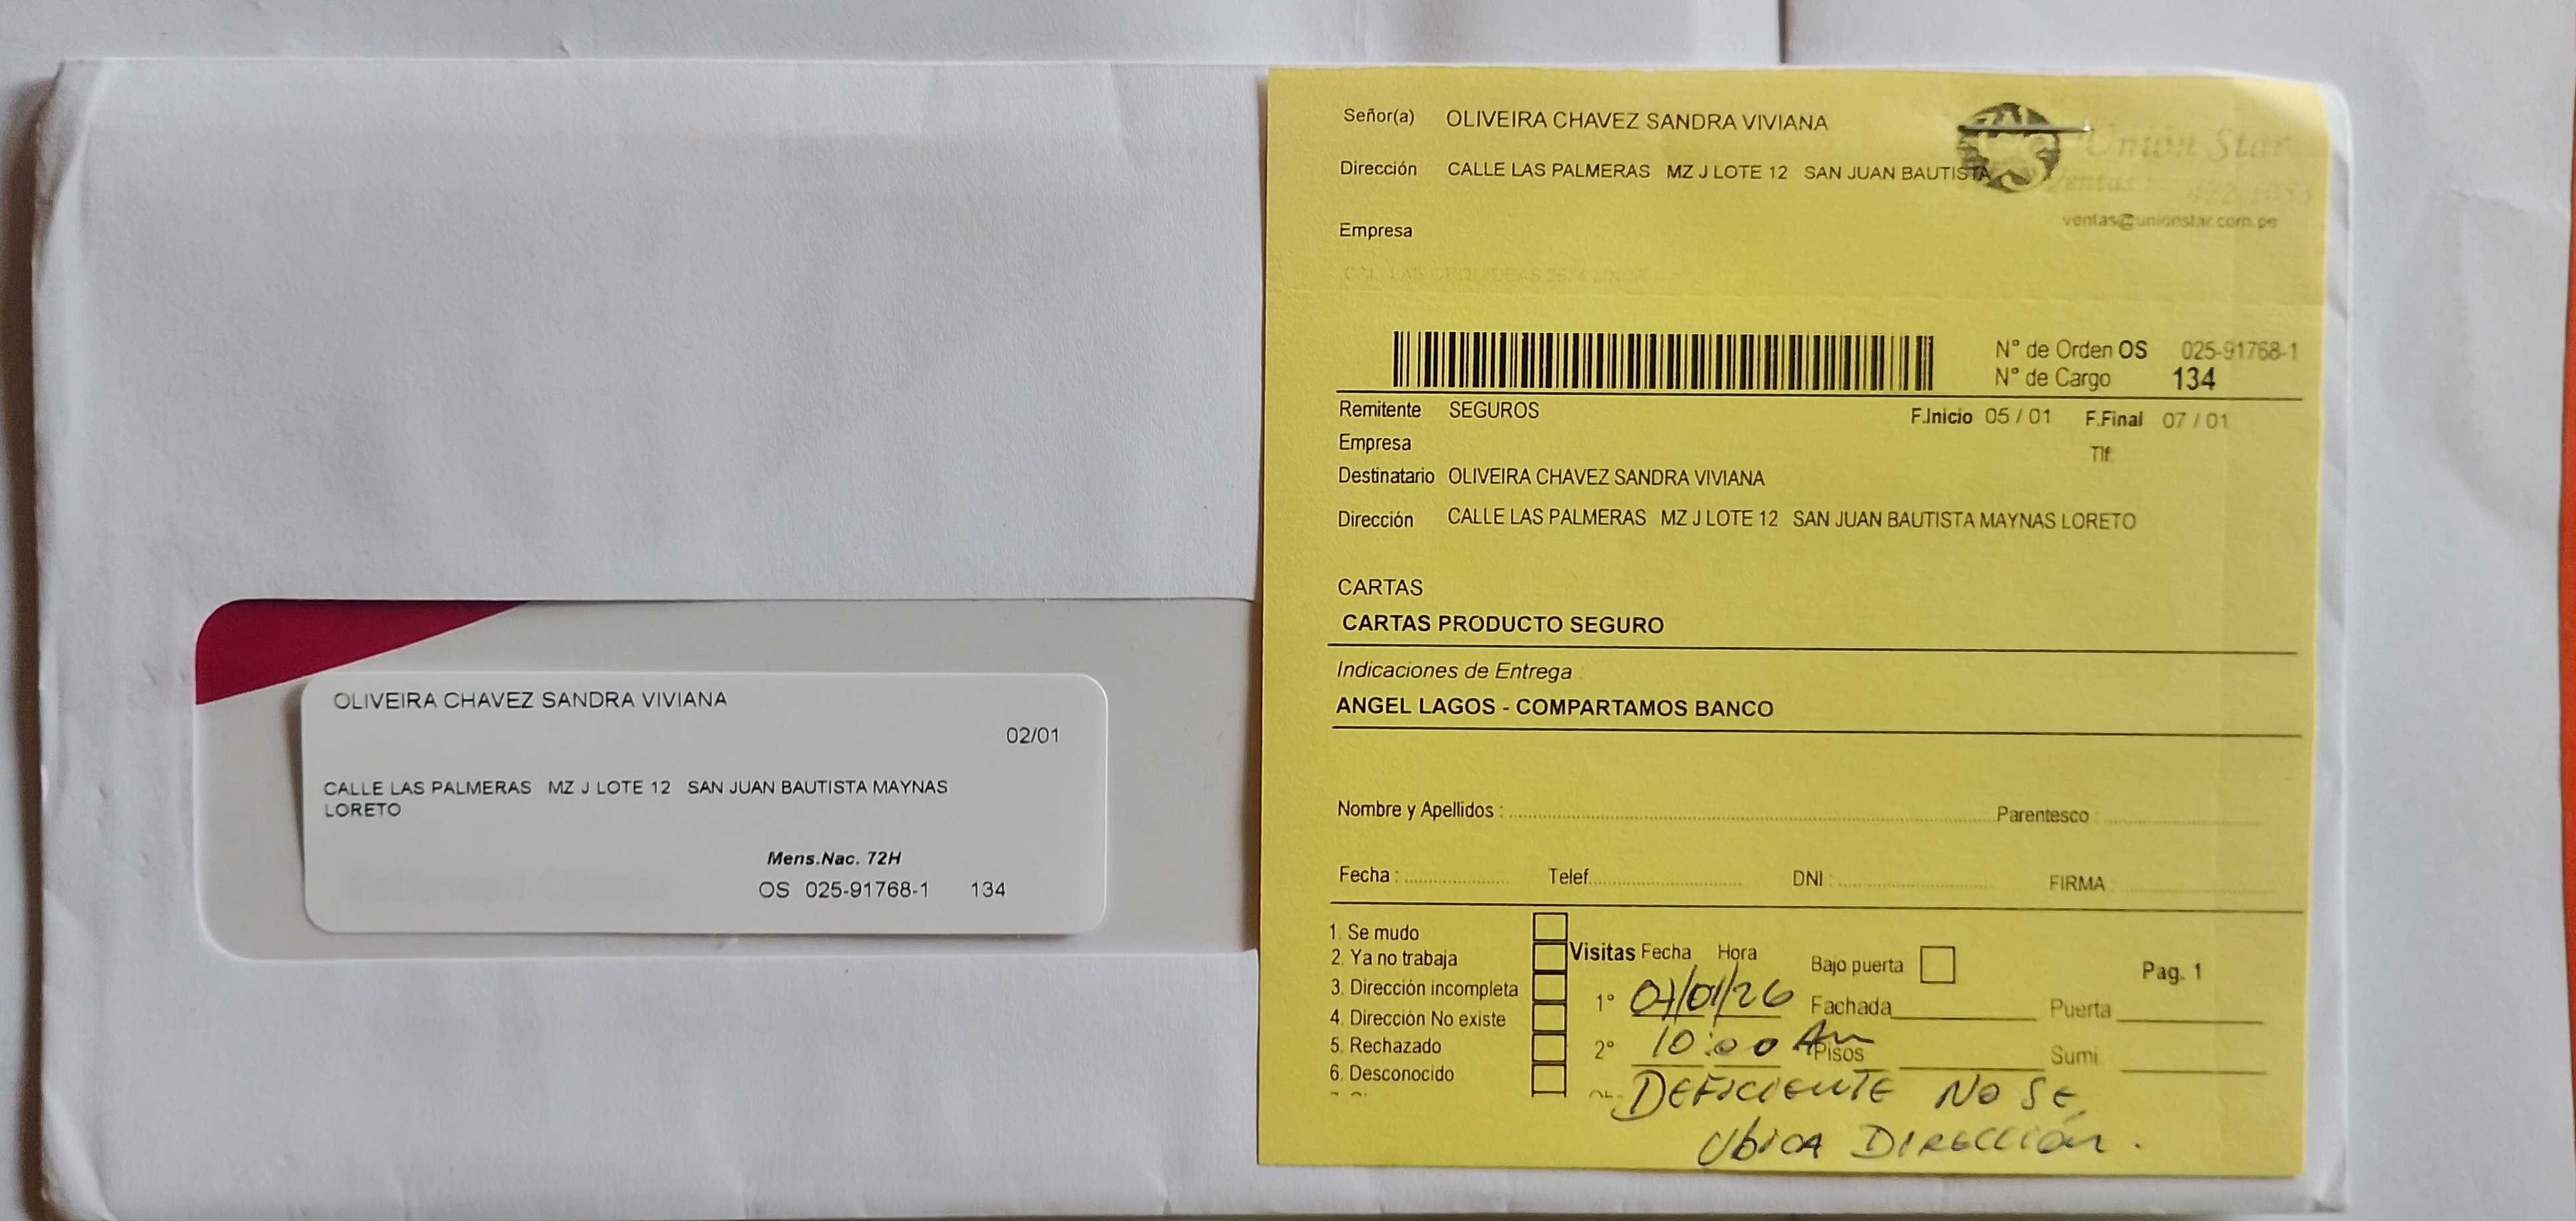 OLIVEIRA CHAVEZ SANDRA VIVIANA
02/01
CALLE LAS PALMERAS MZ J LOTE 12 SAN JUAN BAUTISTA MAYNAS
LORETO
Mens.Nac. 72H
OS 025-91768-1 134
Señor(a) OLIVEIRA CHAVEZ SANDRA VIVIANA
Unión Star
Dirección CALLE LAS PALMERAS MZ J LOTE 12 SAN JUAN BAUTISTA
Ventas:
ventas@unionstar.com.pe
Empresa
N° de Orden OS 025-91768-1
N° de Cargo 134
Remitente SEGUROS
F.Inicio 05 / 01 F.Final 07 / 01
Empresa
Tlf.
Destinatario OLIVEIRA CHAVEZ SANDRA VIVIANA
Dirección CALLE LAS PALMERAS MZ J LOTE 12 SAN JUAN BAUTISTA MAYNAS LORETO
CARTAS
CARTAS PRODUCTO SEGURO
Indicaciones de Entrega :
ANGEL LAGOS - COMPARTAMOS BANCO
Nombre y Apellidos : Parentesco
Fecha : Telef. DNI : FIRMA
1. Se mudo
2. Ya no trabaja
3. Dirección incompleta
4. Dirección No existe
5. Rechazado
6. Desconocido
Visitas Fecha Hora
Bajo puerta
Pag. 1
1° 07/01/26 Fachada Puerta
2° 10:00 Am Pisos Sumi.
DEFICIENTE NO SE
UBICA DIRECCIÓN.